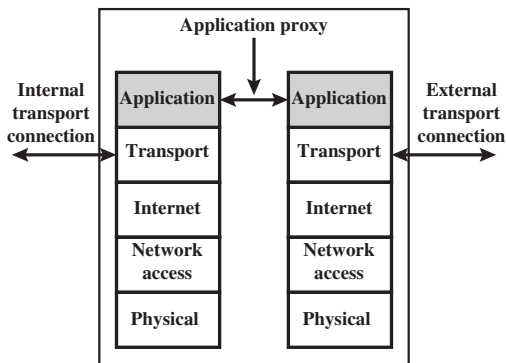 Application proxy
Internal
transport
connection
Application
Application
External
transport
connection
Transport
Transport
Internet
Internet
Network
access
Network
access
Physical
Physical